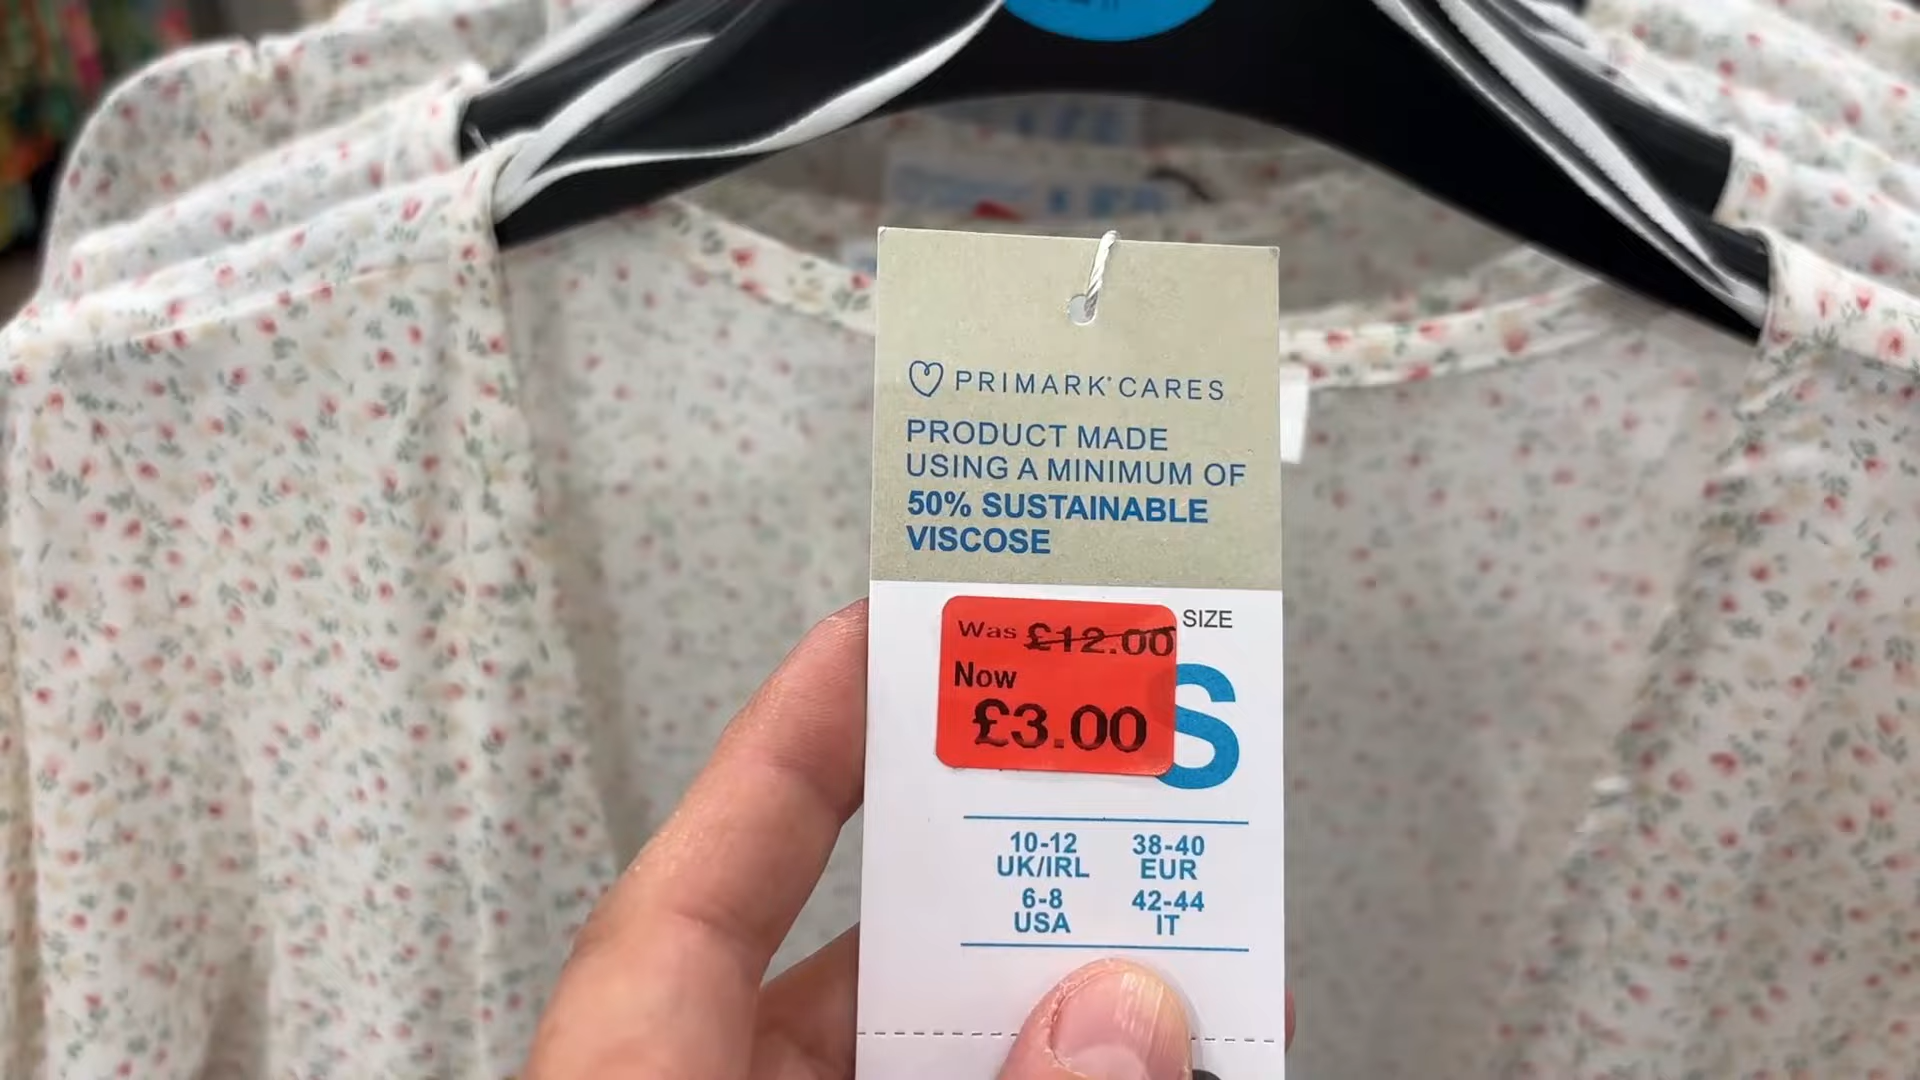 PRIMARK® CARES
PRODUCT MADE
USING A MINIMUM OF
50% SUSTAINABLE
VISCOSE
Was £12.00
Now
£3.00
SIZE
S
10-12
UK/IRL
38-40
EUR
6-8
USA
42-44
IT